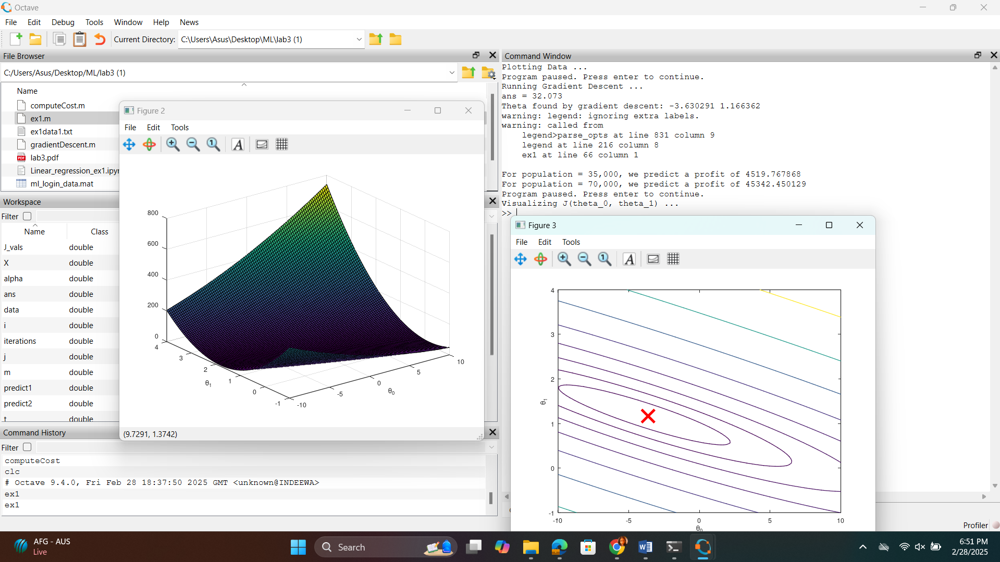 Octave
File Edit Debug Tools Window Help News
Current Directory: C:\Users\Asus\Desktop\ML\lab3 (1)
File Browser
C:/Users/Asus/Desktop/ML/lab3 (1)
Name
computeCost.m
ex1.m
ex1data1.txt
gradientDescent.m
lab3.pdf
Linear_regression_ex1.ipyn
ml_login_data.mat
Workspace
Filter
Name Class
J_vals double
X double
alpha double
ans double
data double
i double
iterations double
j double
m double
predict1 double
predict2 double
t double
Command History
Filter
computeCost
clc
# Octave 9.4.0, Fri Feb 28 18:37:50 2025 GMT <unknown@INDEEWA>
ex1
ex1
Figure 2
File Edit Tools
A
800
600
400
200
0
4
3
2
1
0
-1
θ1
10
5
0
-5
-10
θ0
(9.7291, 1.3742)
Command Window
Plotting Data ...
Program paused. Press enter to continue.
Running Gradient Descent ...
ans = 32.073
Theta found by gradient descent: -3.630291 1.166362
warning: legend: ignoring extra labels.
warning: called from
legend>parse_opts at line 831 column 9
legend at line 216 column 8
ex1 at line 66 column 1
For population = 35,000, we predict a profit of 4519.767868
For population = 70,000, we predict a profit of 45342.450129
Program paused. Press enter to continue.
Visualizing J(theta_0, theta_1) ...
>>
Figure 3
File Edit Tools
A
4
3
2
1
0
-1
θ1
-10 -5 0 5 10
θ0
Profiler
AFG - AUS
Live
Search
6:51 PM
2/28/2025